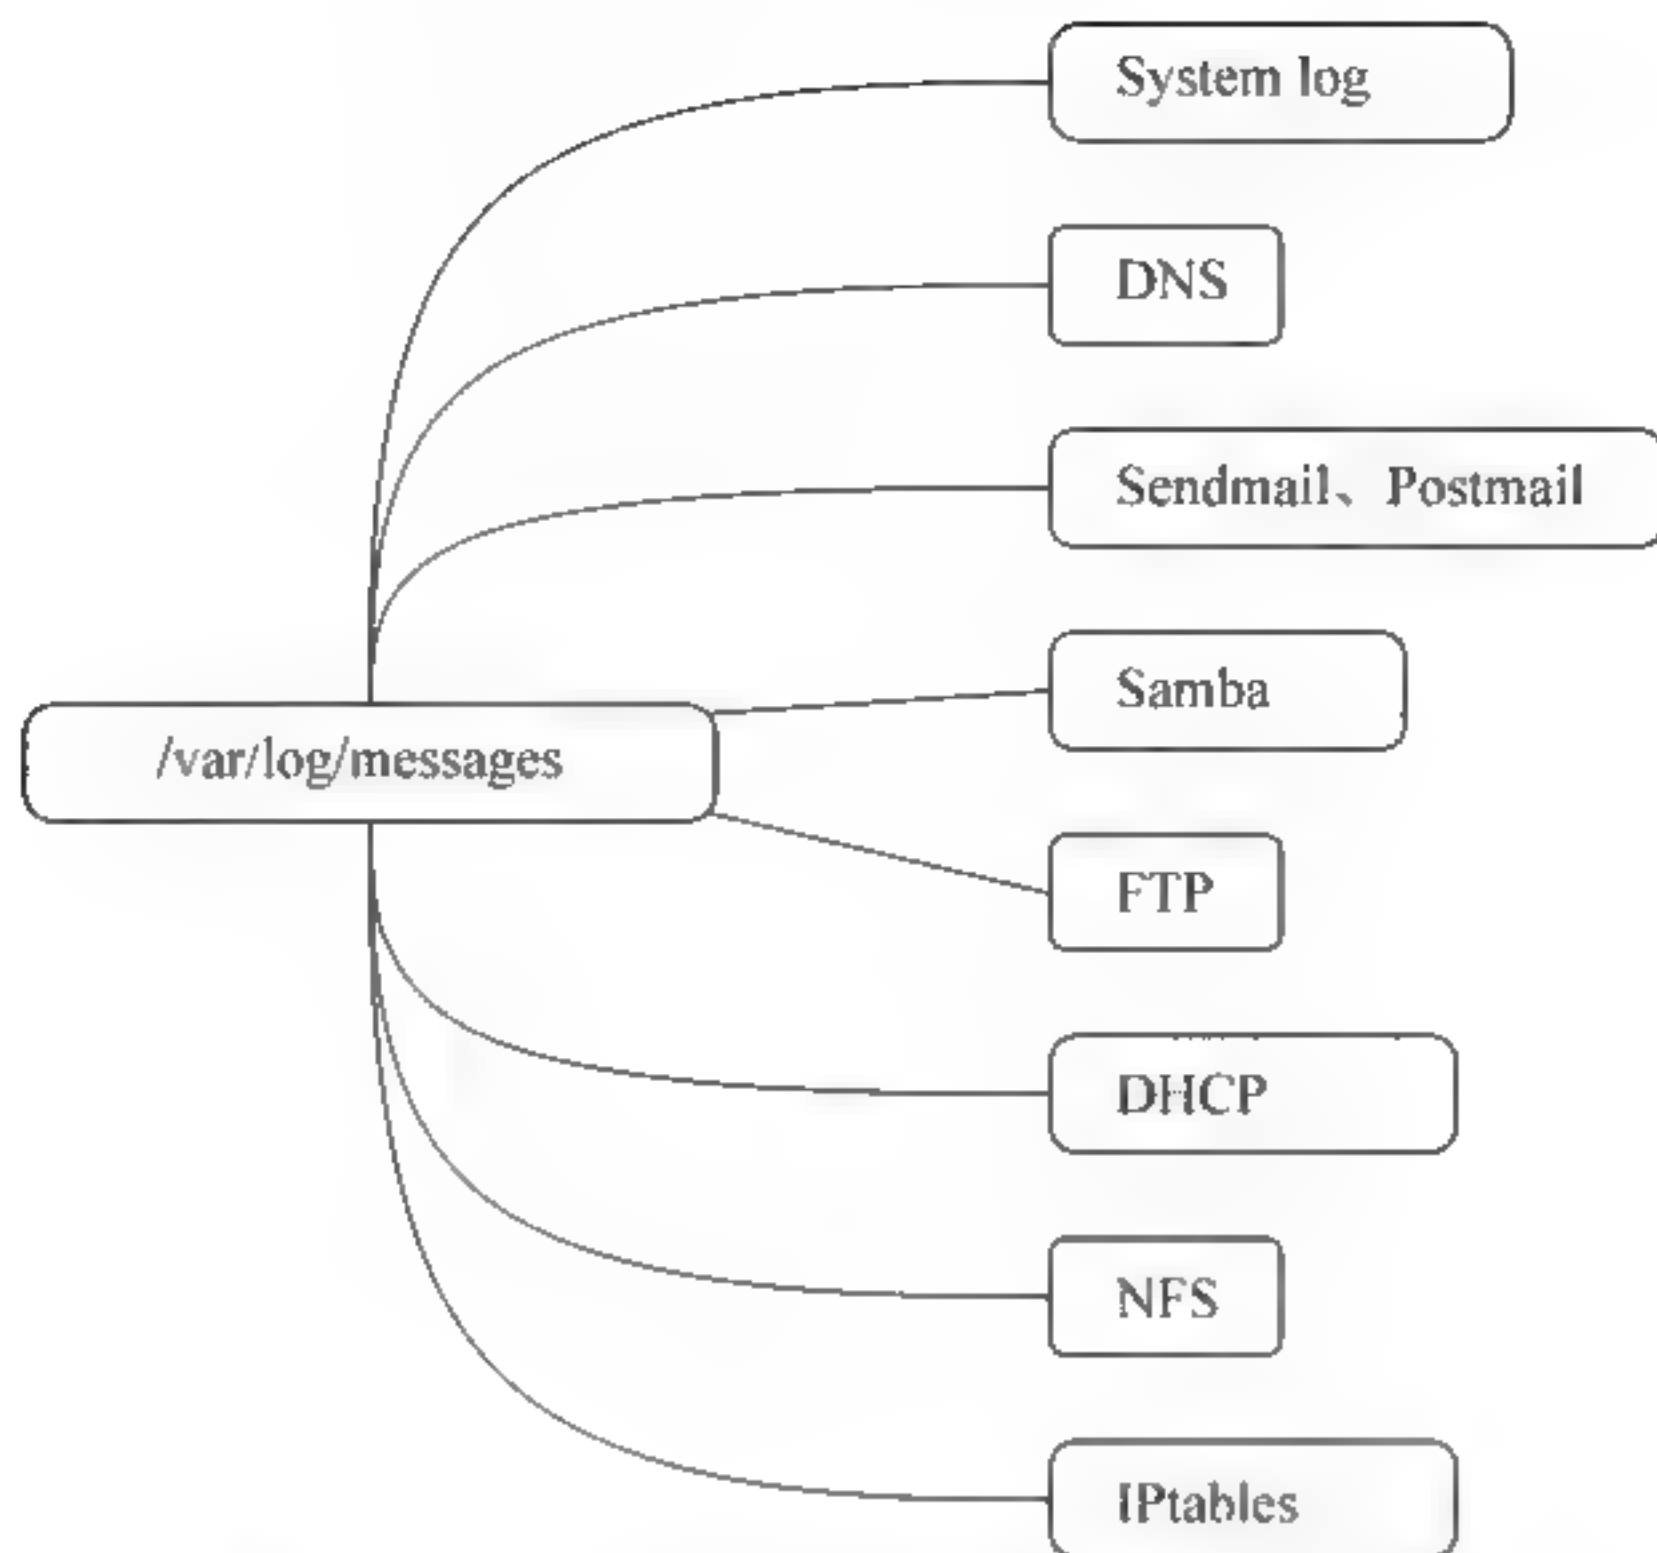 System log
DNS
Sendmail、Postmail
Samba
/var/log/messages
FTP
DHCP
NFS
IPtables